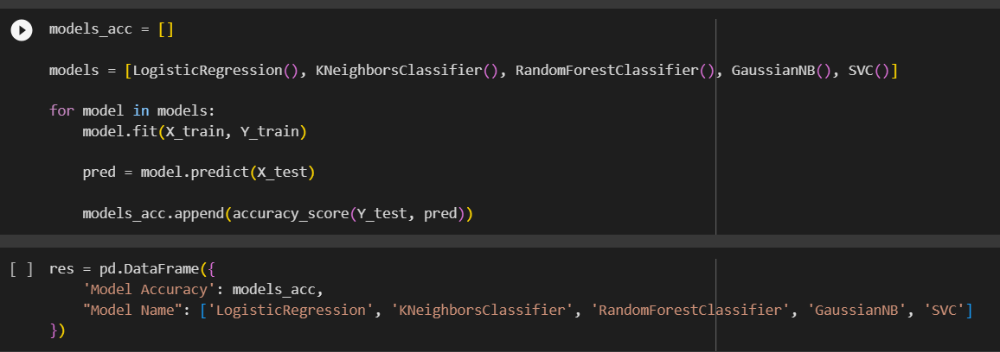 models_acc = []
models = [LogisticRegression(), KNeighborsClassifier(), RandomForestClassifier(), GaussianNB(), SVC()]
for model in models:
    model.fit(X_train, Y_train)
    pred = model.predict(X_test)
    models_acc.append(accuracy_score(Y_test, pred))
[ ] res = pd.DataFrame({
    'Model Accuracy': models_acc,
    "Model Name": ['LogisticRegression', 'KNeighborsClassifier', 'RandomForestClassifier', 'GaussianNB', 'SVC']
})